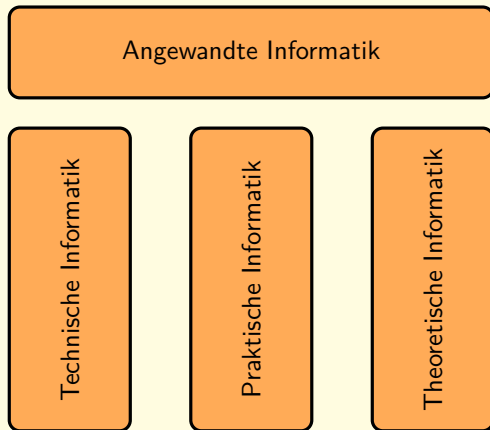 Angewandte Informatik
Technische Informatik
Praktische Informatik
Theoretische Informatik